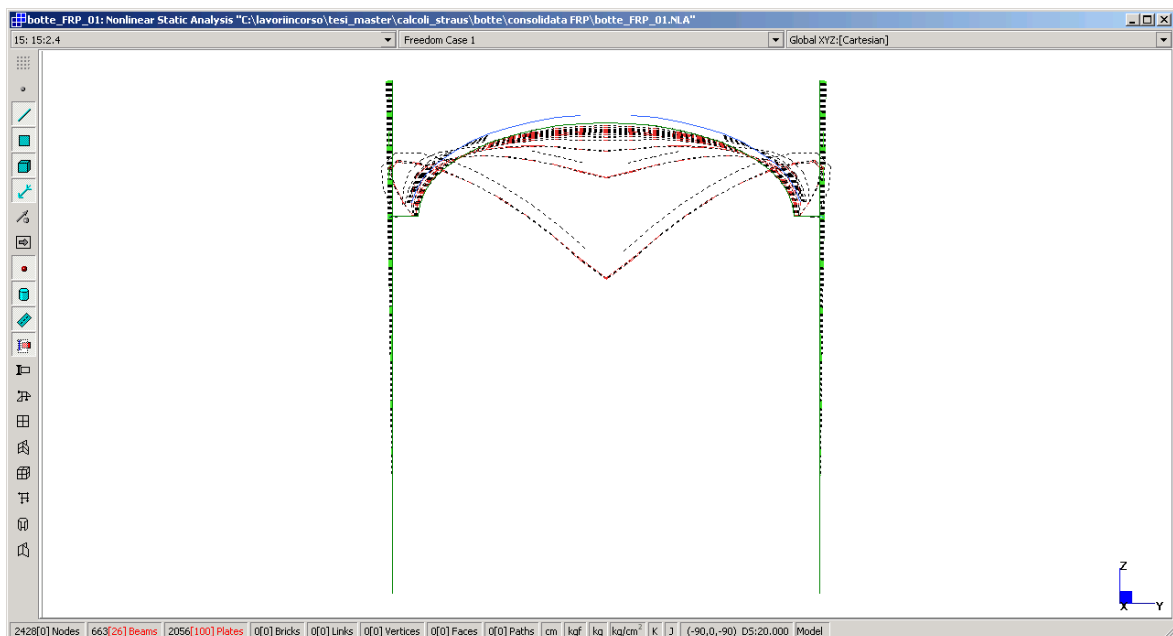 botte_FRP_01: Nonlinear Static Analysis "C:\lavoriincorso\tesi_master\calcoli_straus\botte\consolidata FRP\botte_FRP_01.NLA"
15: 15:2.4 Freedom Case 1 Global XYZ:[Cartesian]
Z
X Y
2428[0] Nodes 663[26] Beams 2056[100] Plates 0[0] Bricks 0[0] Links 0[0] Vertices 0[0] Faces 0[0] Paths cm kgf kg kg/cm² K J (-90,0,-90) DS:20.000 Model